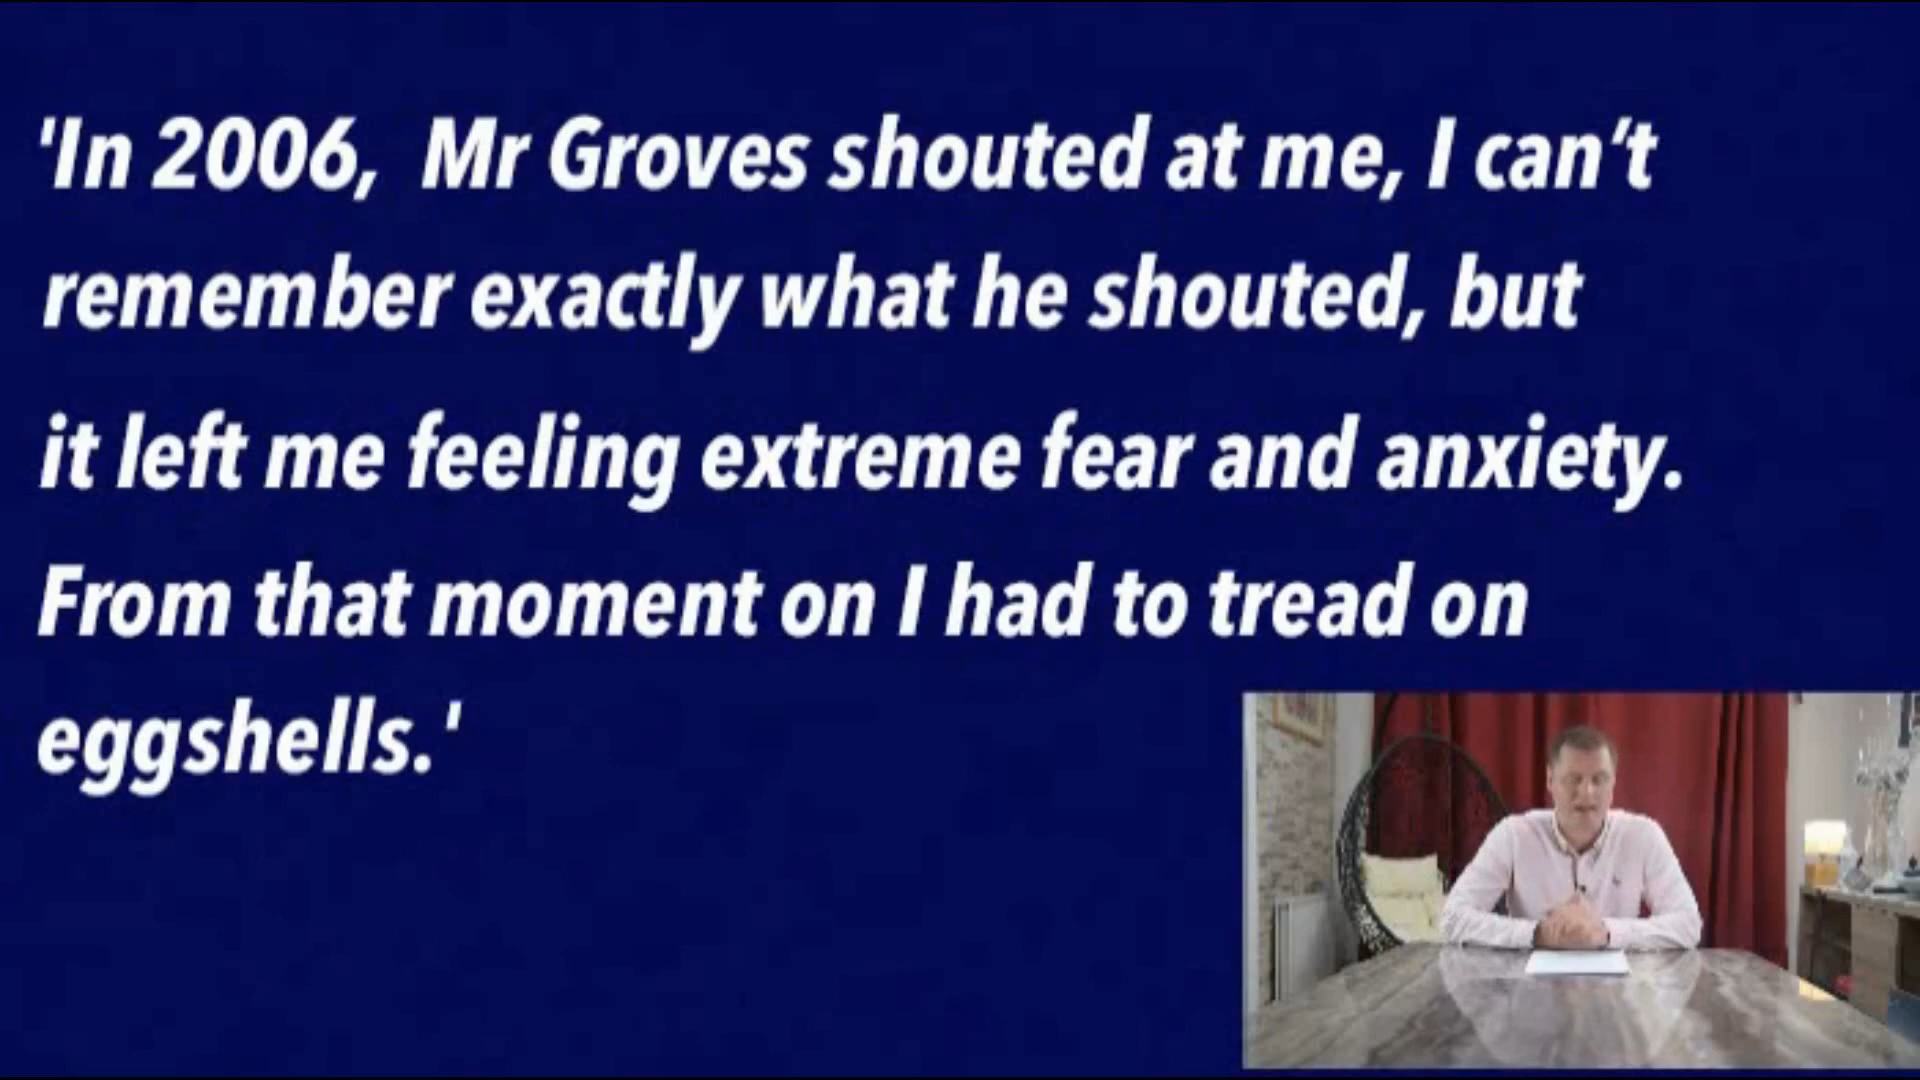 'In 2006,  Mr Groves shouted at me, I can’t
remember exactly what he shouted, but
it left me feeling extreme fear and anxiety.
From that moment on I had to tread on
eggshells.'